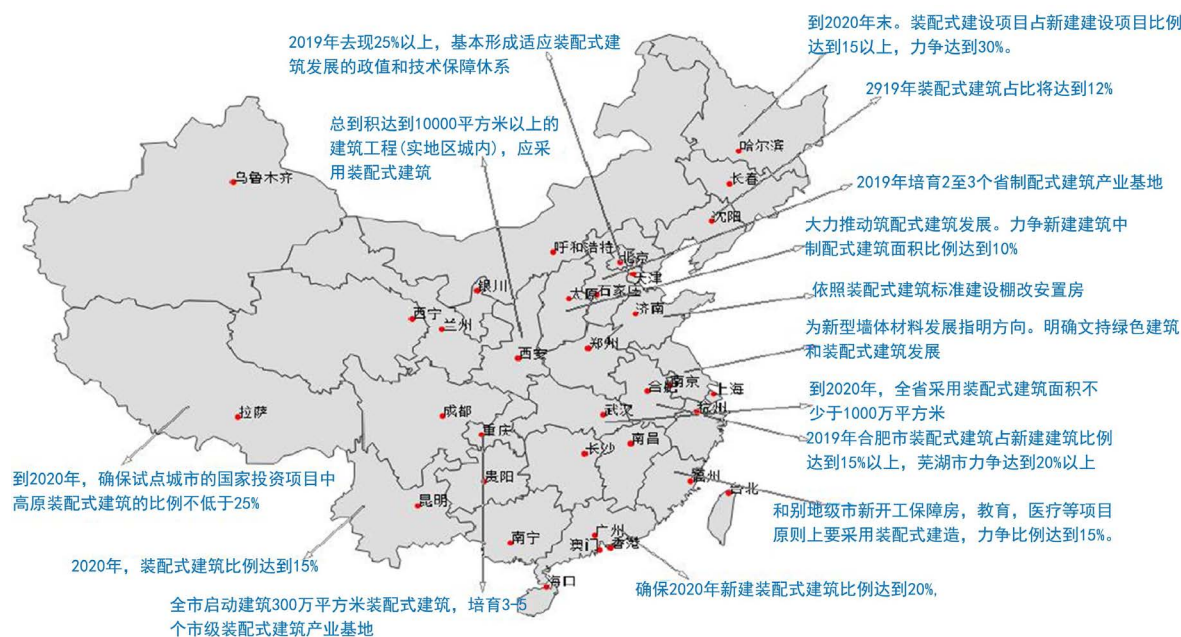 到2020年末。装配式建设项目占新建建设项目比例
达到15以上，力争达到30%。
2019年去现25%以上，基本形成适应装配式建
筑发展的政值和技术保障休系
2919年装配式建筑占比将达到12%
总到积达到10000平方米以上的
建筑工程(实地区城内)，应采
用装配式建筑
哈尔滨
乌鲁木齐
长春
2019年培育2至3个省制配式建筑产业基地
沈阳
大力推动筑配式建筑发展。力争新建建筑中
制配式建筑面积比例达到10%
呼和浩特
北京
天津
银川
太原
石家庄
依照装配式建筑标准建设棚改安置房
济南
西宁
兰州
为新型墙体材料发展指明方向。明确文持绿色建筑
和装配式建筑发展
郑州
西安
南京
合肥
上海
到2020年，全省采用装配式建筑面积不
少于1000万平方米
拉萨
成都
武汉
杭州
重庆
2019年合肥市装配式建筑占新建建筑比例
达到15%以上，芜湖市力争达到20%以上
南昌
长沙
到2020年，确保试点城市的国家投资项目中
高原装配式建筑的比例不低于25%
贵阳
福州
台北
昆明
和别地级市新开工保障房，教育，医疗等项目
原则上要采用装配式建造，力争比例达到15%。
南宁
广州
澳门
香港
2020年，装配式建筑比例达到15%
海口
确保2020年新建装配式建筑比例达到20%,
全市启动建筑300万平方米装配式建筑，培育3-5
个市级装配式建筑产业基地